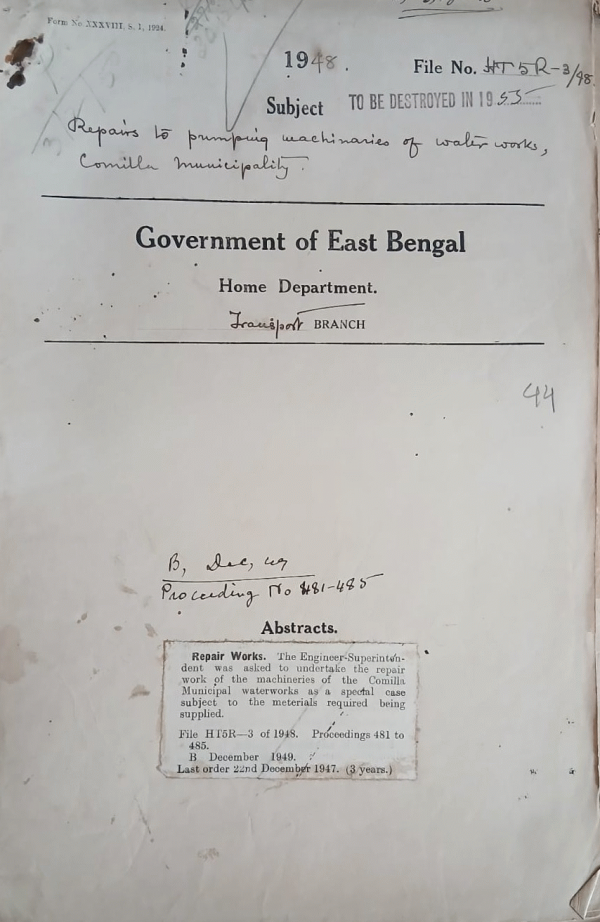 Form No. XXXVIII, S. 1, 1924.
1948.
File No. HT5R-3/48
Subject
TO BE DESTROYED IN 1953
Repairs to pumping machinaries of water works,
Comilla Municipality.
Government of East Bengal
Home Department.
Transport BRANCH
44
B, Dec, 49
Proceeding No 481-485
Abstracts.
Repair Works. The Engineer-Superinten-
dent was asked to undertake the repair
work of the machineries of the Comilla
Municipal waterworks as a special case
subject to the meterials required being
supplied.
File HT5R—3 of 1948. Proceedings 481 to
485.
B December 1949.
Last order 22nd December 1947. (3 years.)